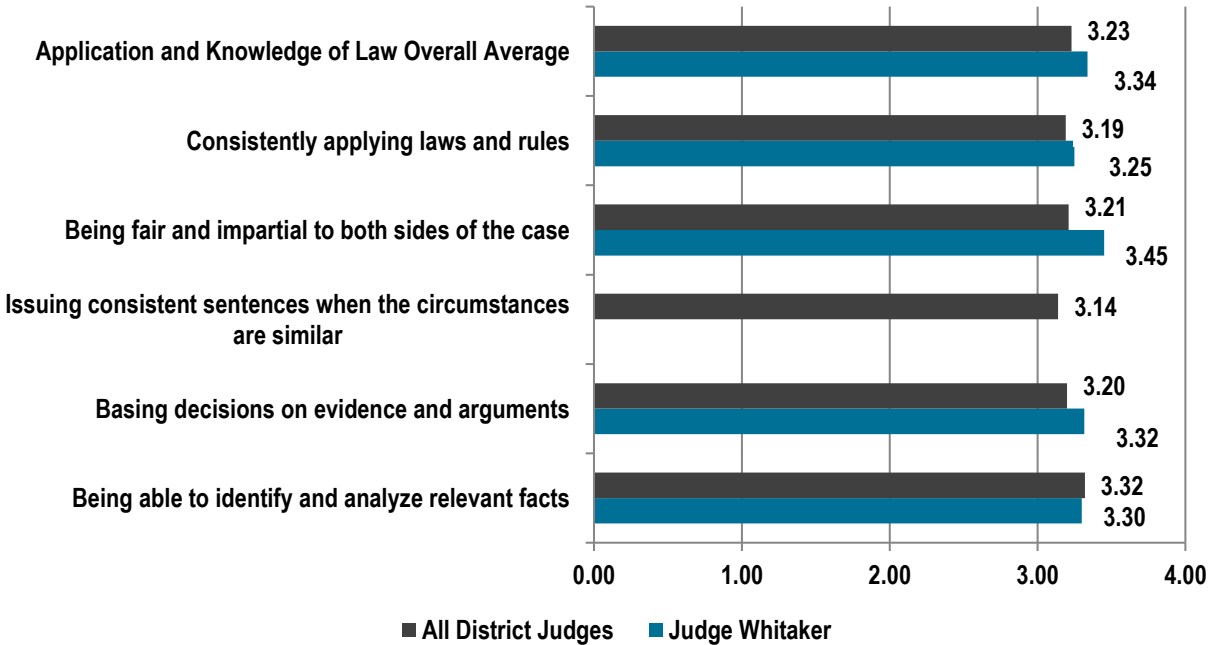 Application and Knowledge of Law Overall Average
3.23
3.34
Consistently applying laws and rules
3.19
3.25
Being fair and impartial to both sides of the case
3.21
3.45
Issuing consistent sentences when the circumstances
are similar
3.14
Basing decisions on evidence and arguments
3.20
3.32
Being able to identify and analyze relevant facts
3.32
3.30
0.00 1.00 2.00 3.00 4.00
All District Judges Judge Whitaker